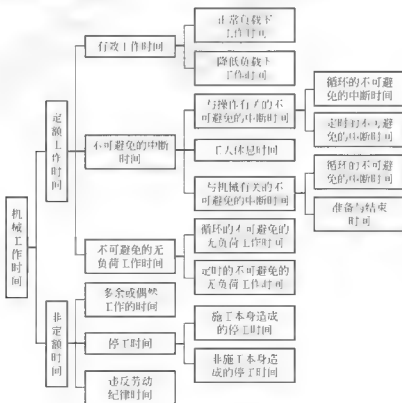 机械工作时间
定额工作时间
有效工作时间
正常负载下
工作时间
降低负载下
工作时间
不可避免的中断
时间
与操作有关的不
可避免的中断时间
循环的不可避
免的中断时间
定时的不可避
免的中断时间
工人休息时间
与机械有关的不
可避免的中断时间
循环的不可避
免的中断时间
准备与结束
时间
不可避免的无
负荷工作时间
循环的不可避免的
无负荷工作时间
定时的不可避免的
无负荷工作时间
非定额时间
多余或偶然
工作的时间
停工时间
施工本身造成
的停工时间
非施工本身造
成的停工时间
违反劳动
纪律时间